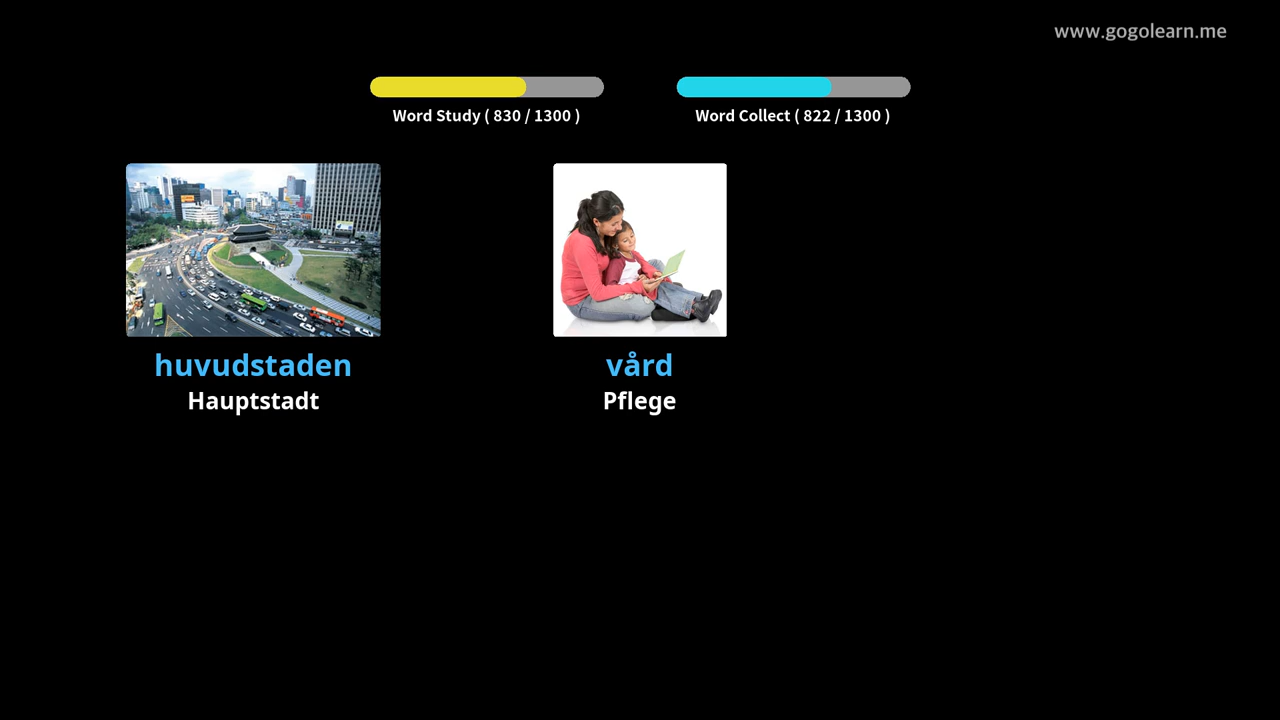 www.gogolearn.me
Word Study ( 830 / 1300 )
Word Collect ( 822 / 1300 )
huvudstaden
Hauptstadt
vård
Pflege